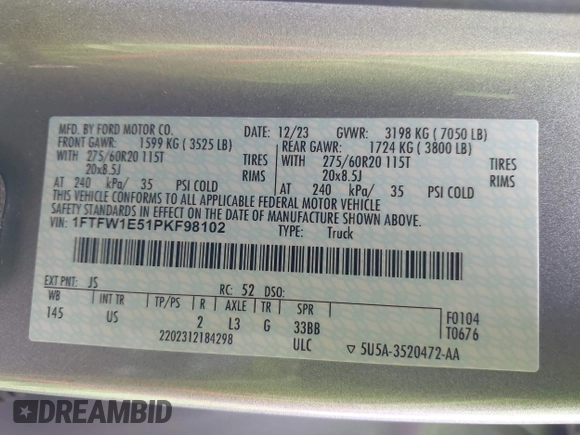 MFD. BY FORD MOTOR CO. DATE: 12/23 GVWR: 3198 KG ( 7050 LB)
FRONT GAWR: 1599 KG ( 3525 LB) REAR GAWR: 1724 KG ( 3800 LB)
WITH 275/60R20 115T TIRES WITH 275/60R20 115T TIRES
20x8.5J RIMS 20x8.5J RIMS
AT 240 kPa/ 35 PSI COLD AT 240 kPa/ 35 PSI COLD
THIS VEHICLE CONFORMS TO ALL APPLICABLE FEDERAL MOTOR VEHICLE
SAFETY STANDARDS IN EFFECT ON THE DATE OF MANUFACTURE SHOWN ABOVE.
VIN: 1FTFW1E51PKF98102 TYPE: Truck
EXT PNT: JS RC: 52 DSO:
WB INT TR TP/PS R AXLE TR SPR F0104
145 US 2 L3 G 33BB T0676
2202312184298 ULC ▽ 5U5A-3520472-AA
DREAMBID